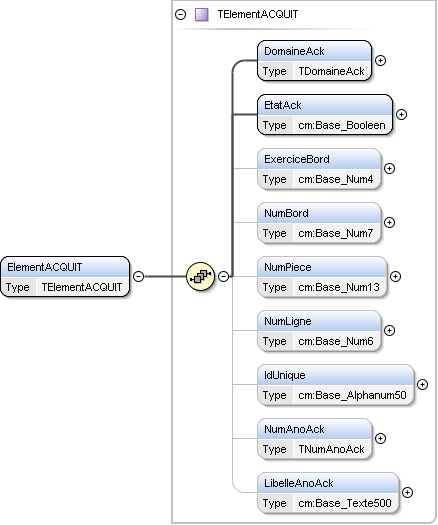 TElementACQUIT
DomaineAck
Type TDomaineAck
EtatAck
Type cm:Base_Booleen
ExerciceBord
Type cm:Base_Num4
NumBord
Type cm:Base_Num7
ElementACQUIT
Type TElementACQUIT
NumPiece
Type cm:Base_Num13
NumLigne
Type cm:Base_Num6
IdUnique
Type cm:Base_Alphanum50
NumAnoAck
Type TNumAnoAck
LibelleAnoAck
Type cm:Base_Texte500